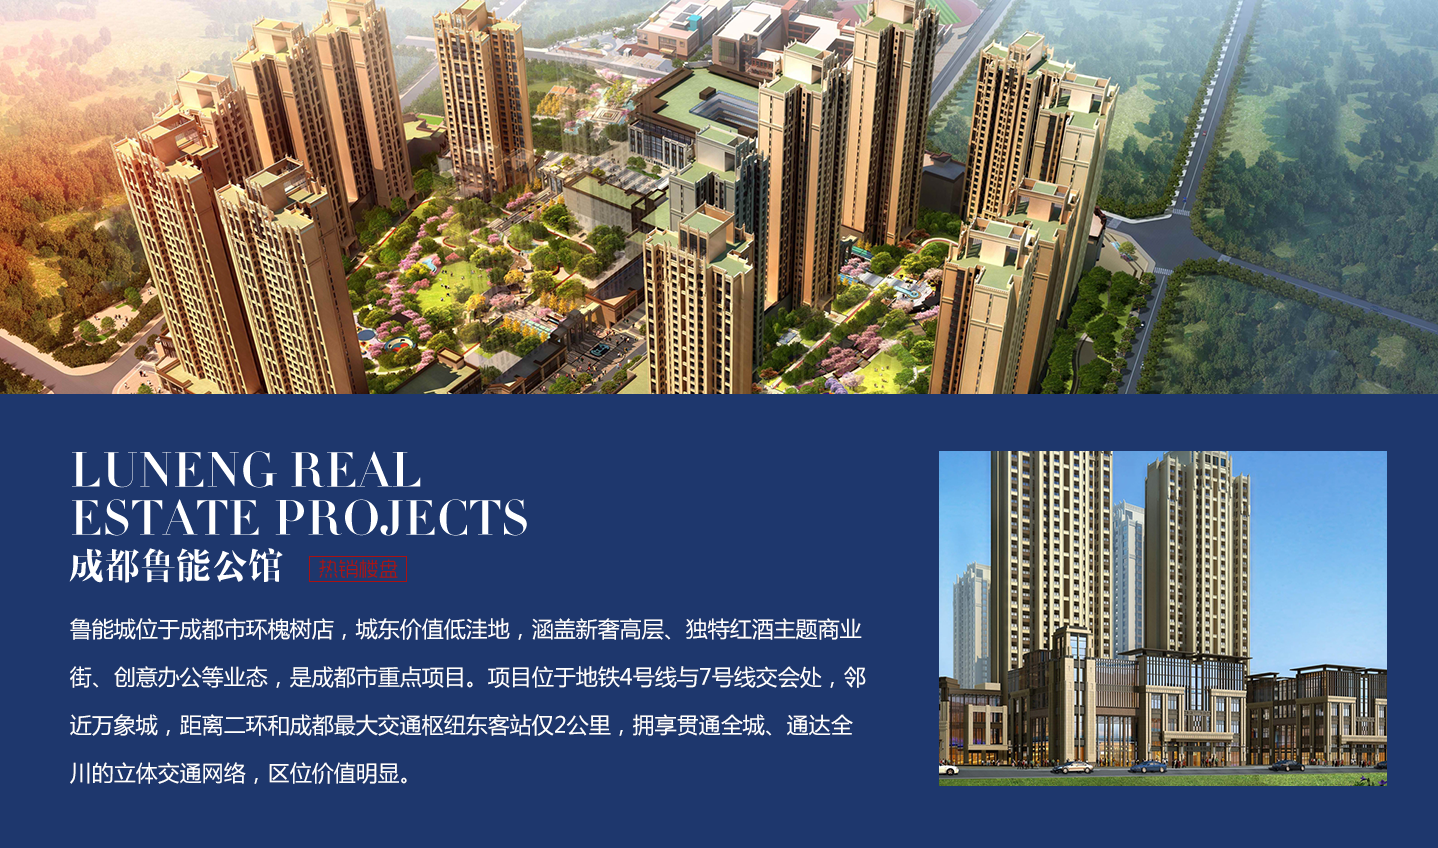 LUNENG REAL
ESTATE PROJECTS
成都鲁能公馆
热销楼盘
鲁能城位于成都市环槐树店，城东价值低洼地，涵盖新奢高层、独特红酒主题商业
街、创意办公等业态，是成都市重点项目。项目位于地铁4号线与7号线交会处，邻
近万象城，距离二环和成都最大交通枢纽东客站仅2公里，拥享贯通全城、通达全
川的立体交通网络，区位价值明显。